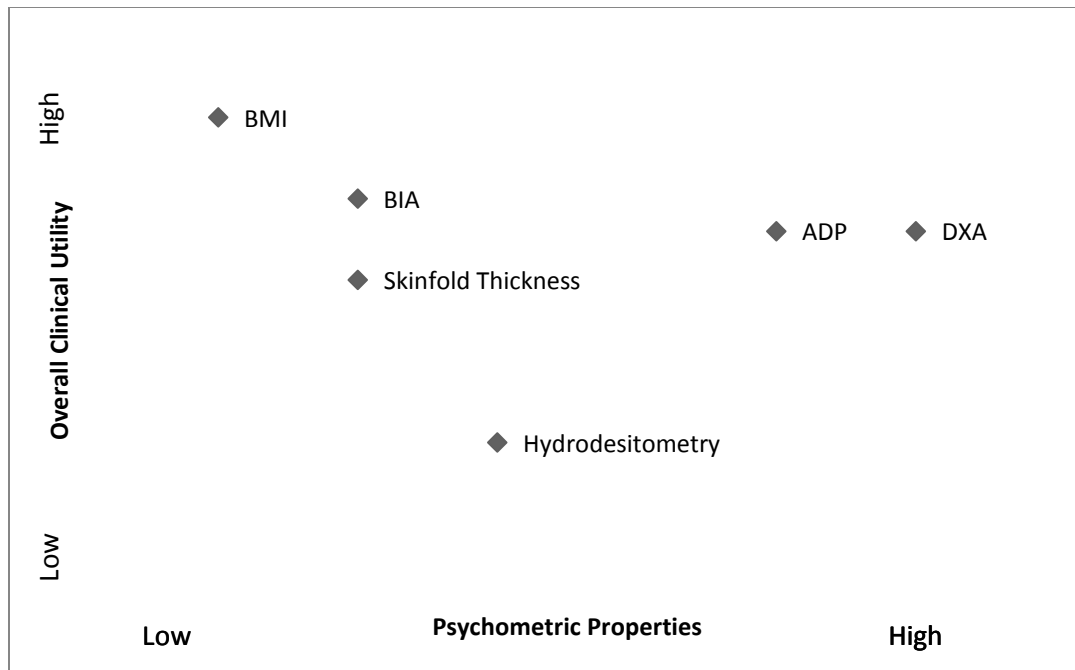 High
BMI
BIA
ADP
DXA
Overall Clinical Utility
Skinfold Thickness
Hydrodesitometry
Low
Psychometric Properties
Low
High